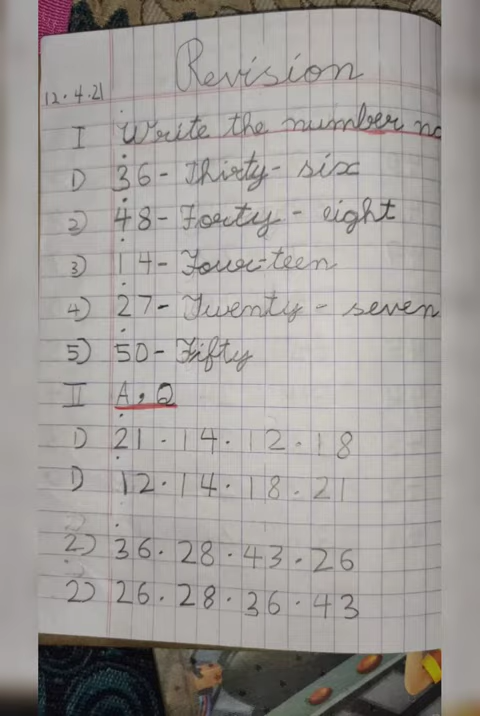 Revision
12.4.21
I Write the number na
1) 36 - Thirty - six
2) 48 - Forty - eight
3) 14 - Four-teen
4) 27 - Twenty - seven
5) 50 - Fifty
II A, O
1) 21 . 14 . 12 . 18
1) 12 . 14 . 18 . 21
2) 36 . 28 . 43 . 26
2) 26 . 28 . 36 . 43